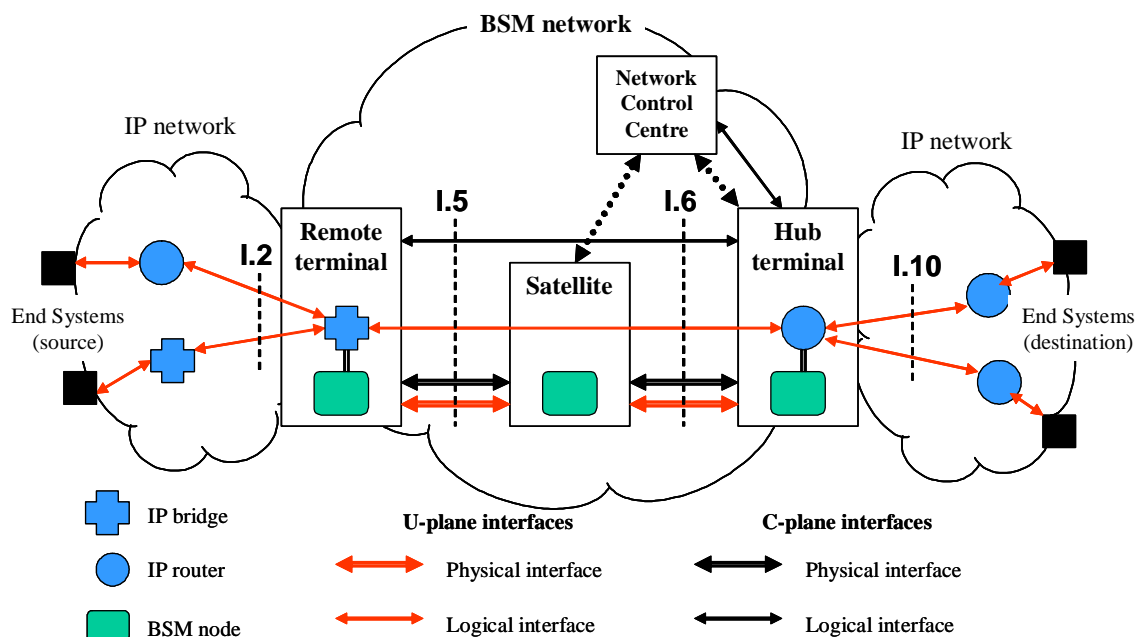 BSM network
Network
Control
Centre
IP network
IP network
I.5
I.6
Remote
terminal
Hub
terminal
I.2
I.10
Satellite
End Systems
(source)
End Systems
(destination)
IP bridge
U-plane interfaces
C-plane interfaces
IP router
Physical interface
Physical interface
BSM node
Logical interface
Logical interface